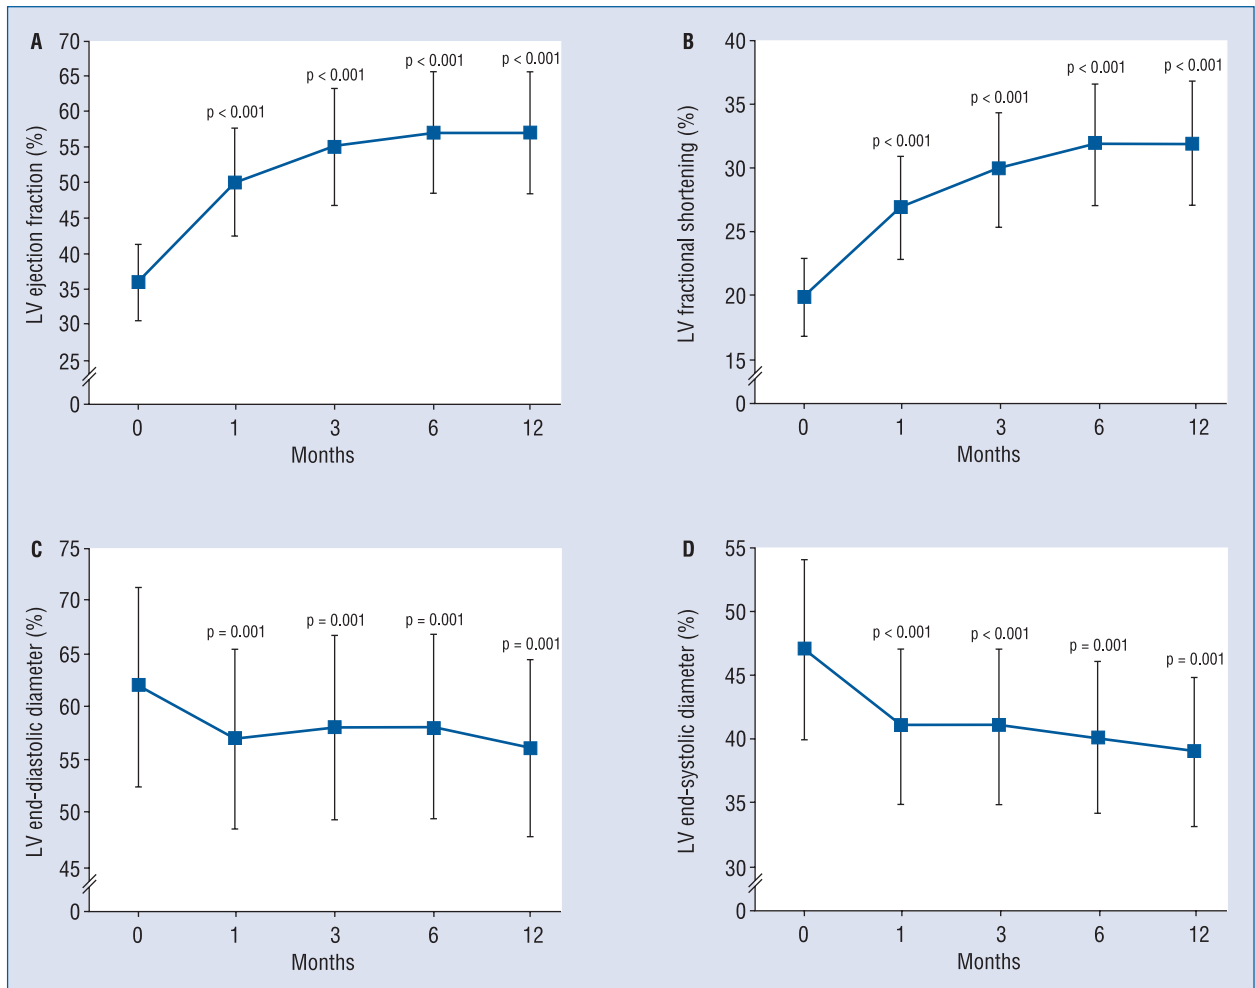 A
LV ejection fraction (%)
70
65
60
55
50
45
40
35
30
25
0
p < 0.001
p < 0.001
p < 0.001
p < 0.001
0 1 3 6 12
Months
B
LV fractional shortening (%)
40
35
30
25
20
15
0
p < 0.001
p < 0.001
p < 0.001
p < 0.001
0 1 3 6 12
Months
C
LV end-diastolic diameter (%)
75
70
65
60
55
50
45
0
p = 0.001
p = 0.001
p = 0.001
p = 0.001
0 1 3 6 12
Months
D
LV end-systolic diameter (%)
55
50
45
40
35
30
0
p < 0.001
p < 0.001
p = 0.001
p = 0.001
0 1 3 6 12
Months